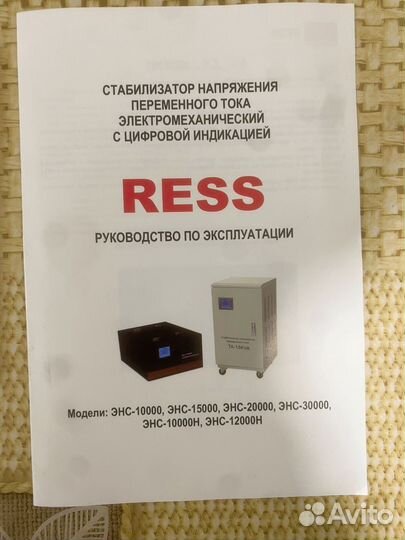 СТАБИЛИЗАТОР НАПРЯЖЕНИЯ
ПЕРЕМЕННОГО ТОКА
ЭЛЕКТРОМЕХАНИЧЕСКИЙ
С ЦИФРОВОЙ ИНДИКАЦИЕЙ
RESS
РУКОВОДСТВО ПО ЭКСПЛУАТАЦИИ
Модели: ЭНС-10000, ЭНС-15000, ЭНС-20000, ЭНС-30000,
ЭНС-10000Н, ЭНС-12000Н
Avito